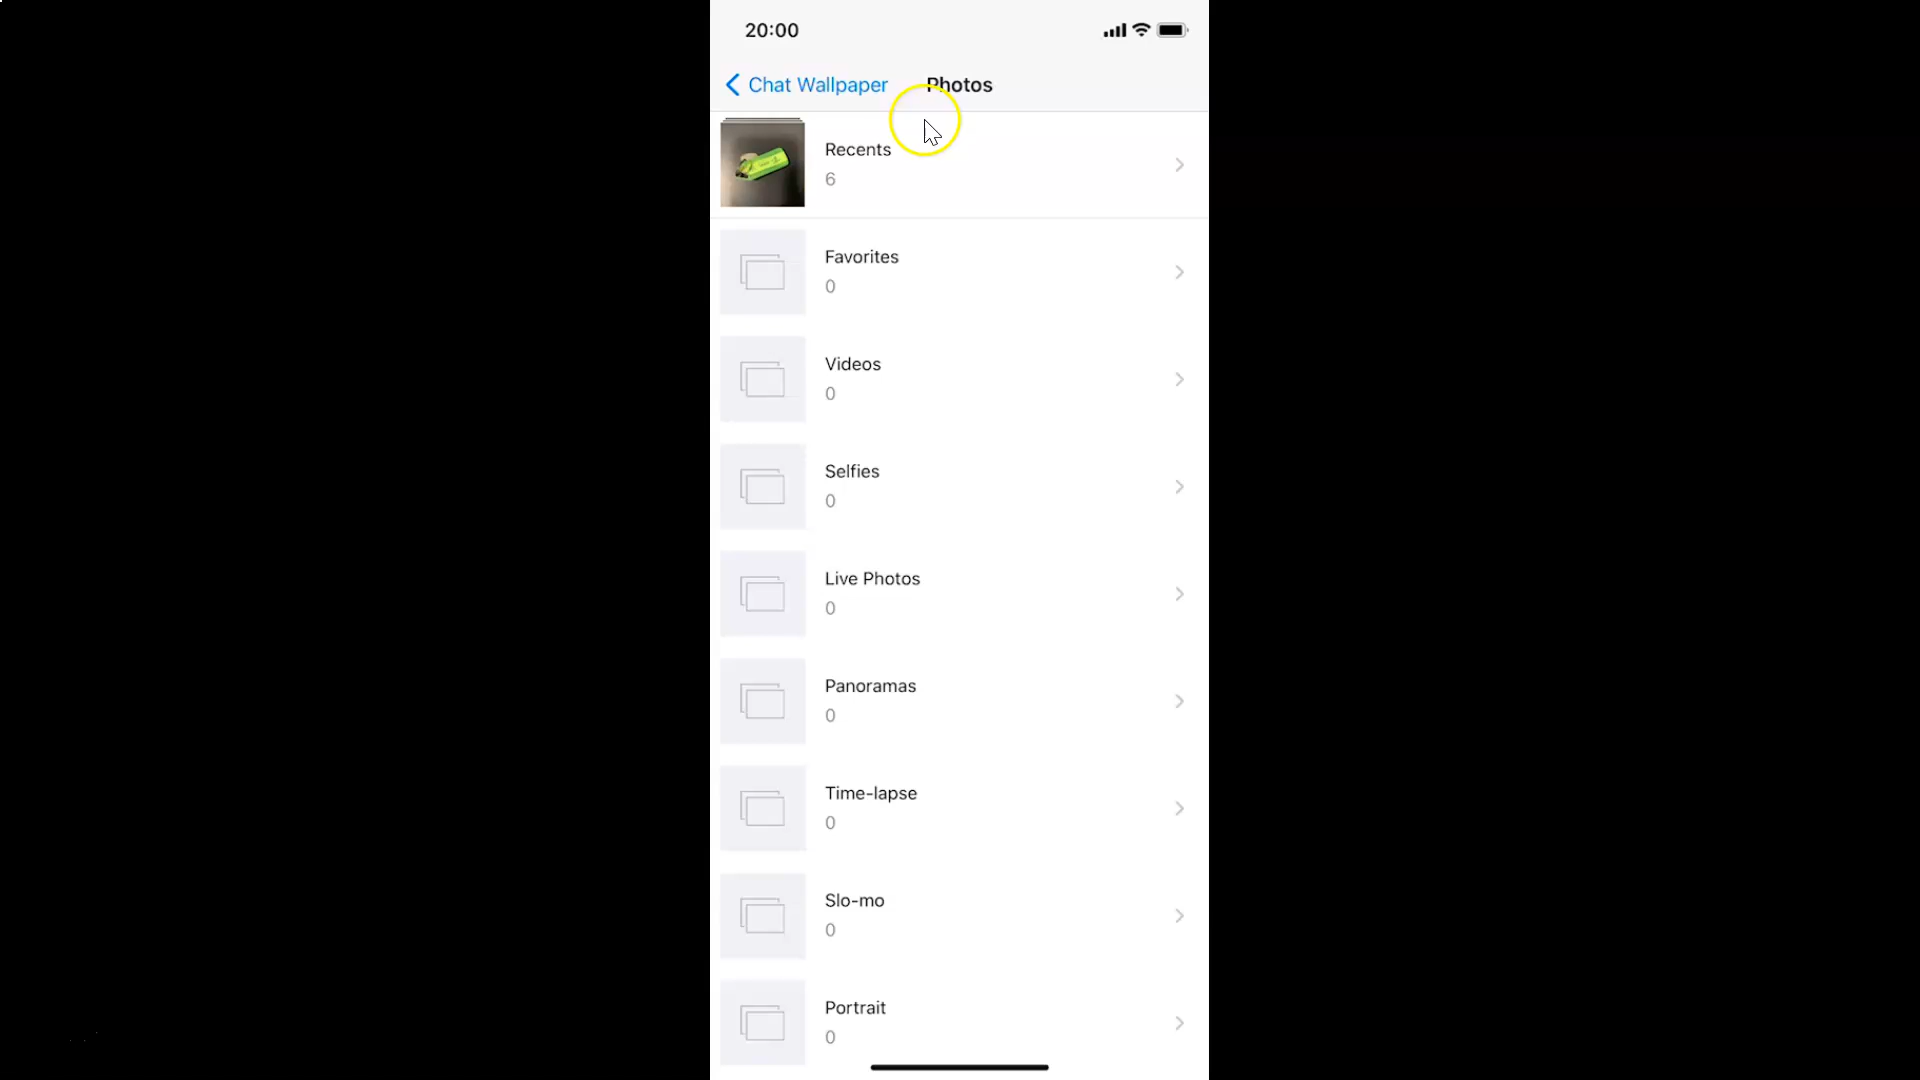 20:00
Chat Wallpaper
Photos
Recents
6
Favorites
0
Videos
0
Selfies
0
Live Photos
0
Panoramas
0
Time-lapse
0
Slo-mo
0
Portrait
0